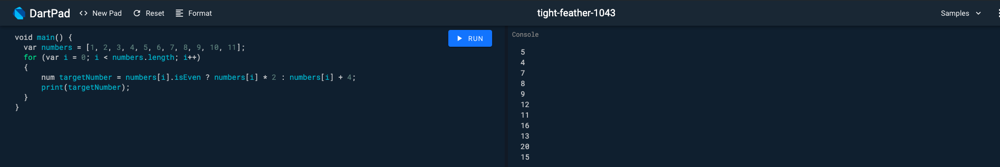 DartPad <> New Pad Reset Format tight-feather-1043 Samples
void main() {
  var numbers = [1, 2, 3, 4, 5, 6, 7, 8, 9, 10, 11];
  for (var i = 0; i < numbers.length; i++)
  {
      num targetNumber = numbers[i].isEven ? numbers[i] * 2 : numbers[i] + 4;
      print(targetNumber);
  }
}
RUN
Console
5
4
7
8
9
12
11
16
13
20
15